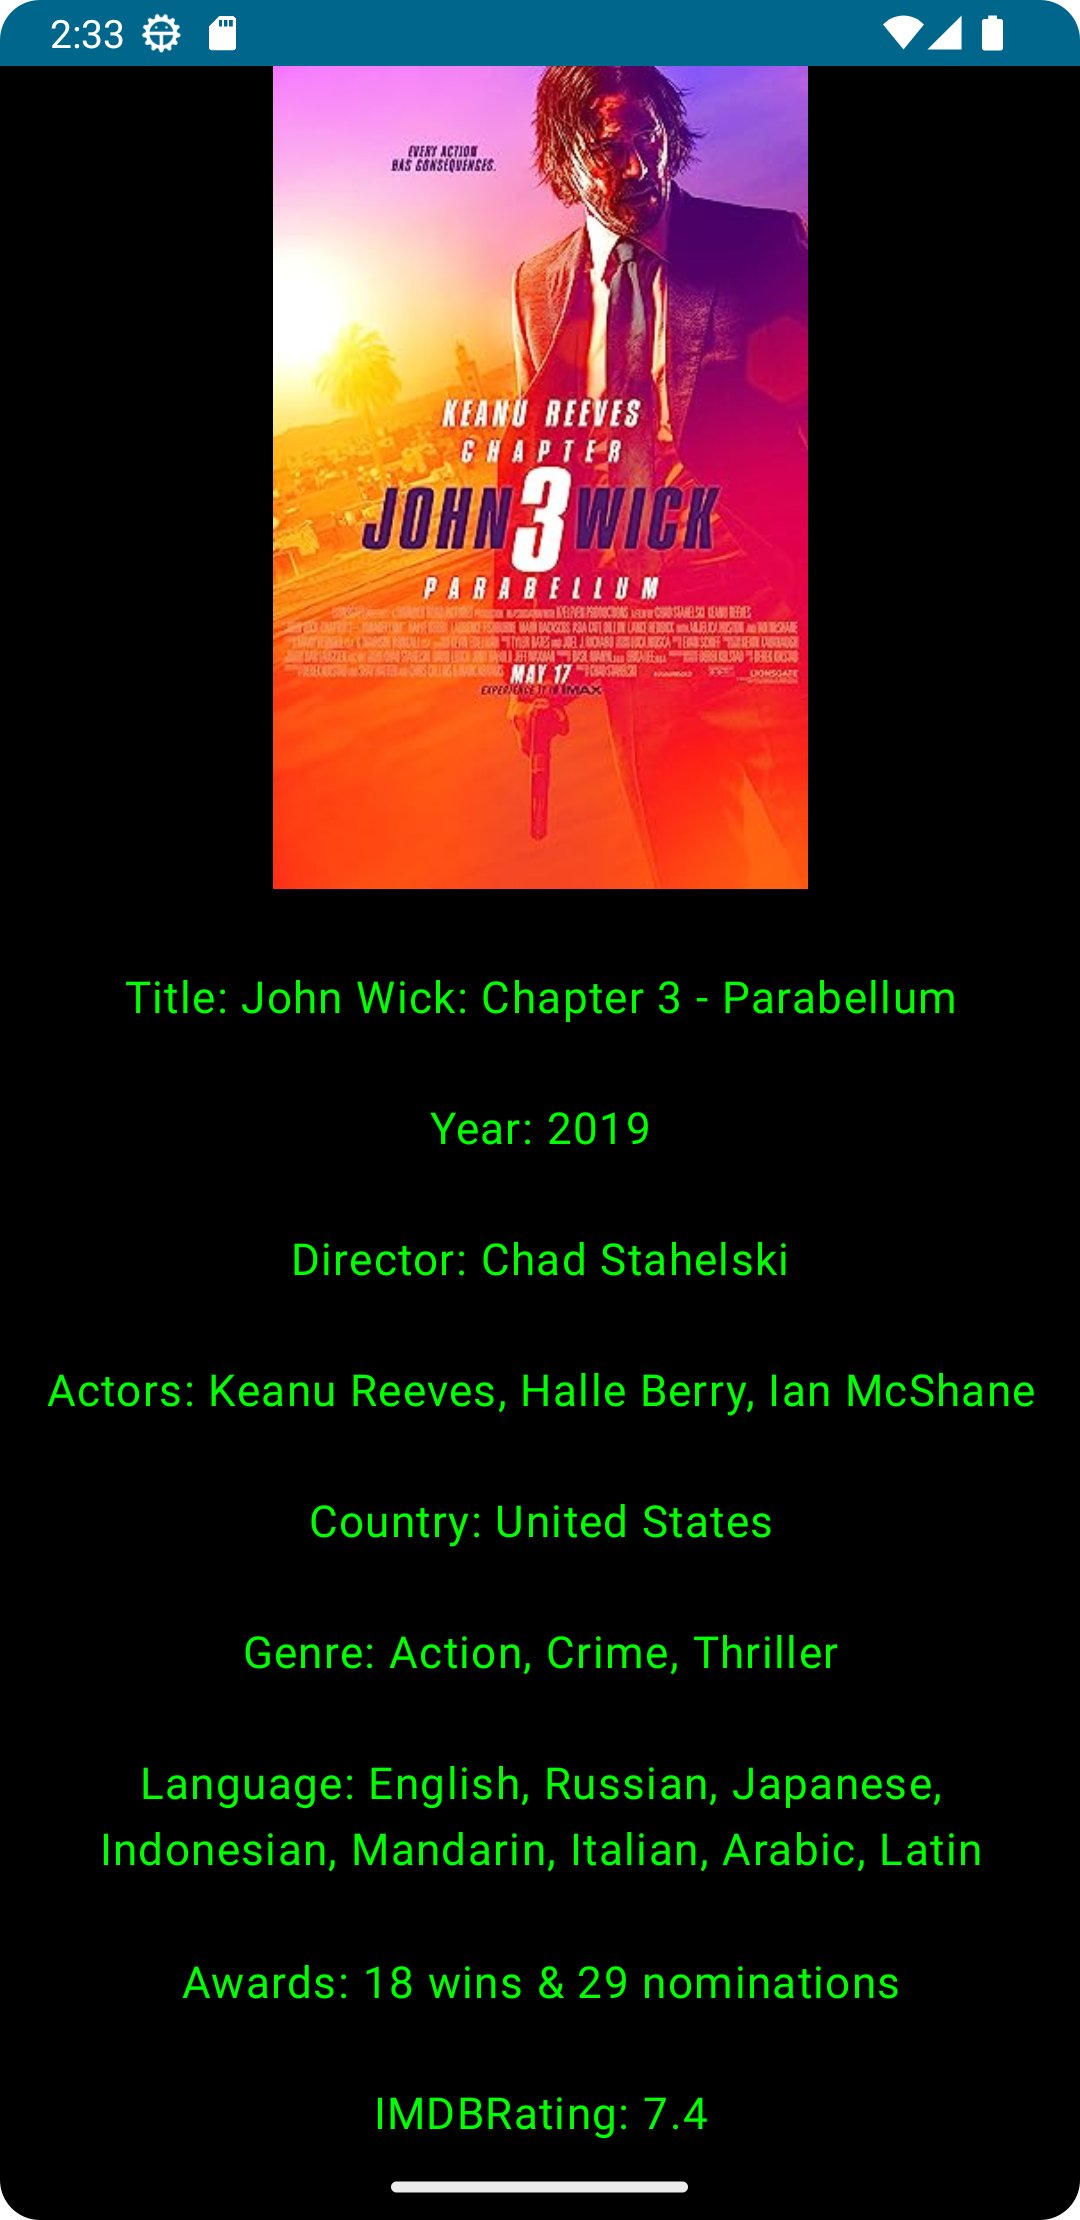 2:33
EVERY ACTION
HAS CONSEQUENCES.
KEANU REEVES
CHAPTER
JOHN 3 WICK
PARABELLUM
MAY 17
EXPERIENCE IT IN IMAX
LIONSGATE
Title: John Wick: Chapter 3 - Parabellum
Year: 2019
Director: Chad Stahelski
Actors: Keanu Reeves, Halle Berry, Ian McShane
Country: United States
Genre: Action, Crime, Thriller
Language: English, Russian, Japanese,
Indonesian, Mandarin, Italian, Arabic, Latin
Awards: 18 wins & 29 nominations
IMDBRating: 7.4